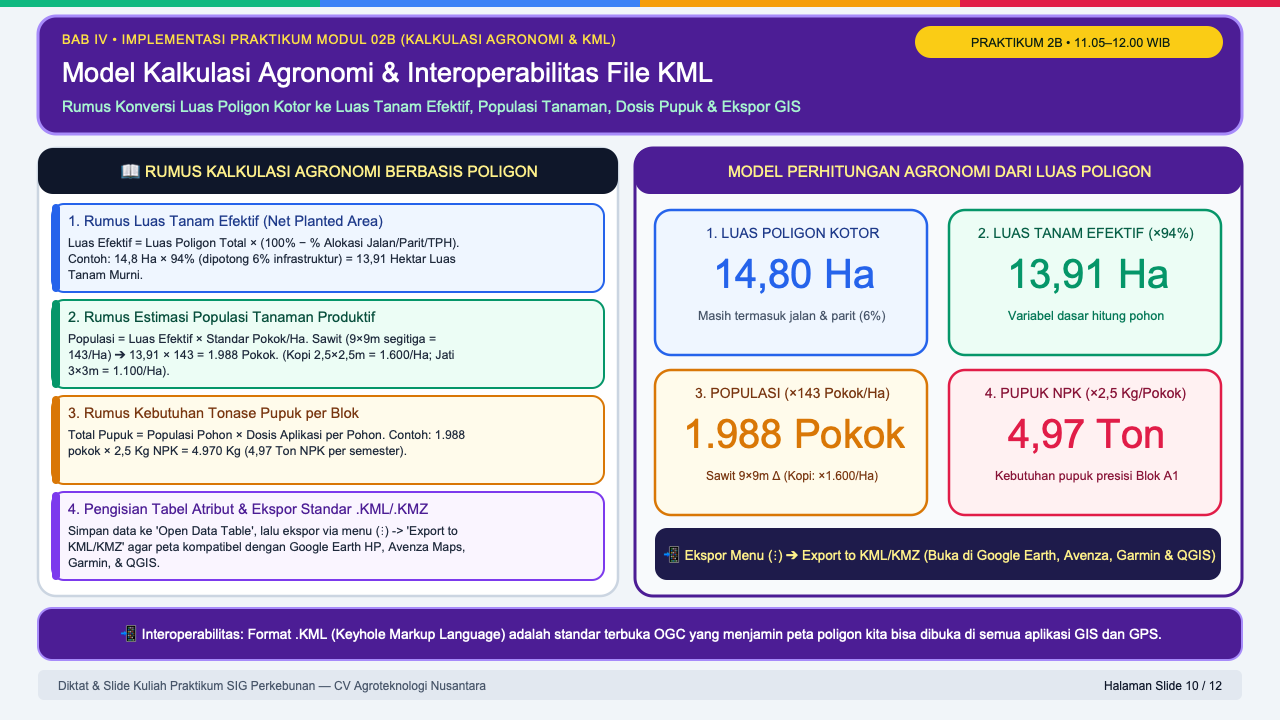 BAB IV • IMPLEMENTASI PRAKTIKUM MODUL 02B (KALKULASI AGRONOMI & KML)
PRAKTIKUM 2B • 11.05–12.00 WIB
Model Kalkulasi Agronomi & Interoperabilitas File KML
Rumus Konversi Luas Poligon Kotor ke Luas Tanam Efektif, Populasi Tanaman, Dosis Pupuk & Ekspor GIS
📖 RUMUS KALKULASI AGRONOMI BERBASIS POLIGON
1. Rumus Luas Tanam Efektif (Net Planted Area)
Luas Efektif = Luas Poligon Total × (100% − % Alokasi Jalan/Parit/TPH).
Contoh: 14,8 Ha × 94% (dipotong 6% infrastruktur) = 13,91 Hektar Luas
Tanam Murni.
2. Rumus Estimasi Populasi Tanaman Produktif
Populasi = Luas Efektif × Standar Pokok/Ha. Sawit (9×9m segitiga =
143/Ha) ➔ 13,91 × 143 = 1.988 Pokok. (Kopi 2,5×2,5m = 1.600/Ha; Jati
3×3m = 1.100/Ha).
3. Rumus Kebutuhan Tonase Pupuk per Blok
Total Pupuk = Populasi Pohon × Dosis Aplikasi per Pohon. Contoh: 1.988
pokok × 2,5 Kg NPK = 4.970 Kg (4,97 Ton NPK per semester).
4. Pengisian Tabel Atribut & Ekspor Standar .KML/.KMZ
Simpan data ke 'Open Data Table', lalu ekspor via menu (⋮) -> 'Export to
KML/KMZ' agar peta kompatibel dengan Google Earth HP, Avenza Maps,
Garmin, & QGIS.
MODEL PERHITUNGAN AGRONOMI DARI LUAS POLIGON
1. LUAS POLIGON KOTOR
14,80 Ha
Masih termasuk jalan & parit (6%)
2. LUAS TANAM EFEKTIF (×94%)
13,91 Ha
Variabel dasar hitung pohon
3. POPULASI (×143 Pokok/Ha)
1.988 Pokok
Sawit 9×9m Δ (Kopi: ×1.600/Ha)
4. PUPUK NPK (×2,5 Kg/Pokok)
4,97 Ton
Kebutuhan pupuk presisi Blok A1
📲 Ekspor Menu (⋮) ➔ Export to KML/KMZ (Buka di Google Earth, Avenza, Garmin & QGIS)
📲 Interoperabilitas: Format .KML (Keyhole Markup Language) adalah standar terbuka OGC yang menjamin peta poligon kita bisa dibuka di semua aplikasi GIS dan GPS.
Diktat & Slide Kuliah Praktikum SIG Perkebunan — CV Agroteknologi Nusantara
Halaman Slide 10 / 12